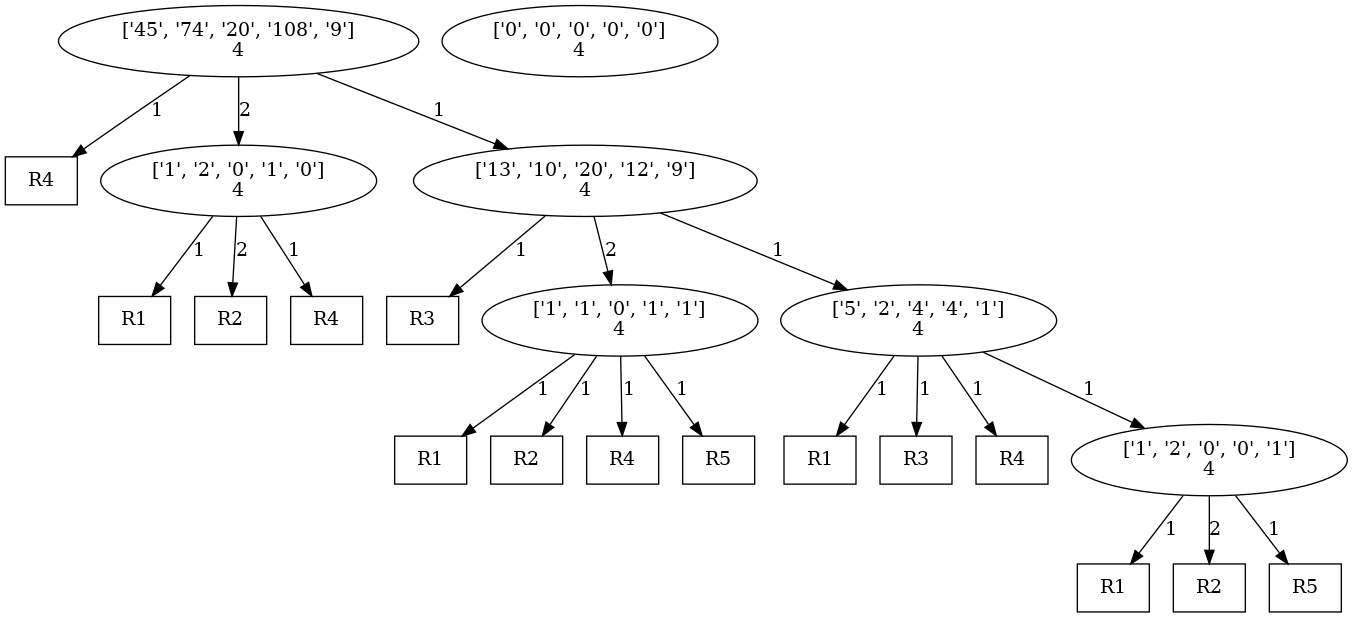 ['45', '74', '20', '108', '9']
4
['0', '0', '0', '0', '0']
4
1
2
1
R4
['1', '2', '0', '1', '0']
4
['13', '10', '20', '12', '9']
4
1
2
1
1
2
1
R1
R2
R4
R3
['1', '1', '0', '1', '1']
4
['5', '2', '4', '4', '1']
4
1
1
1
1
1
1
1
1
R1
R2
R4
R5
R1
R3
R4
['1', '2', '0', '0', '1']
4
1
2
1
R1
R2
R5